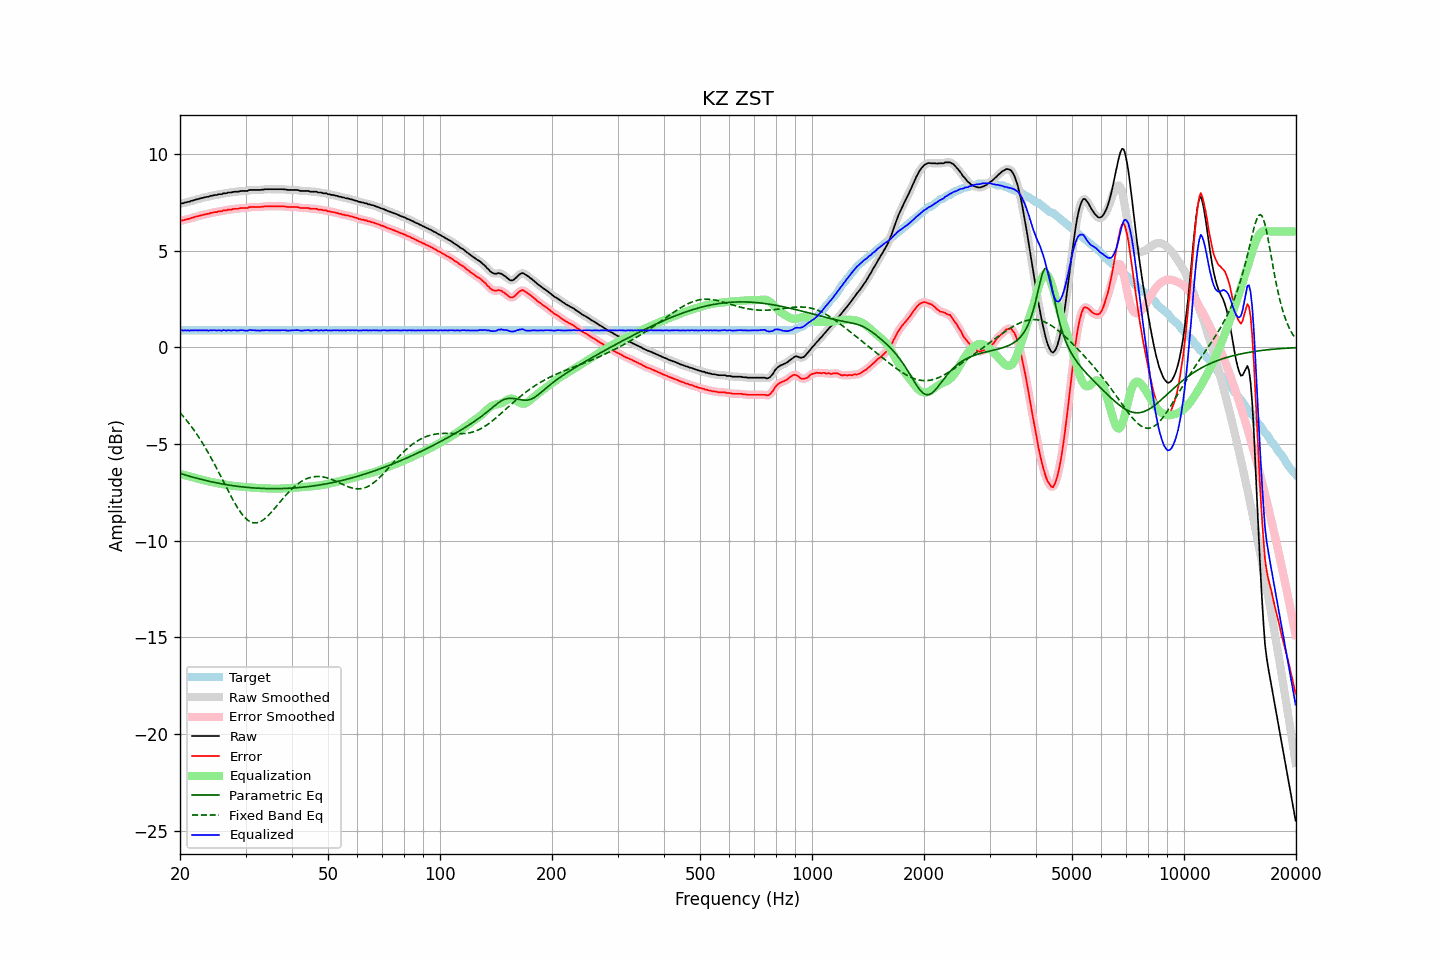 KZ ZST
10
5
0
−5
−10
−15
−20
−25
Amplitude (dBr)
Target
Raw Smoothed
Error Smoothed
Raw
Error
Equalization
Parametric Eq
Fixed Band Eq
Equalized
20 50 100 200 500 1000 2000 5000 10000 20000
Frequency (Hz)